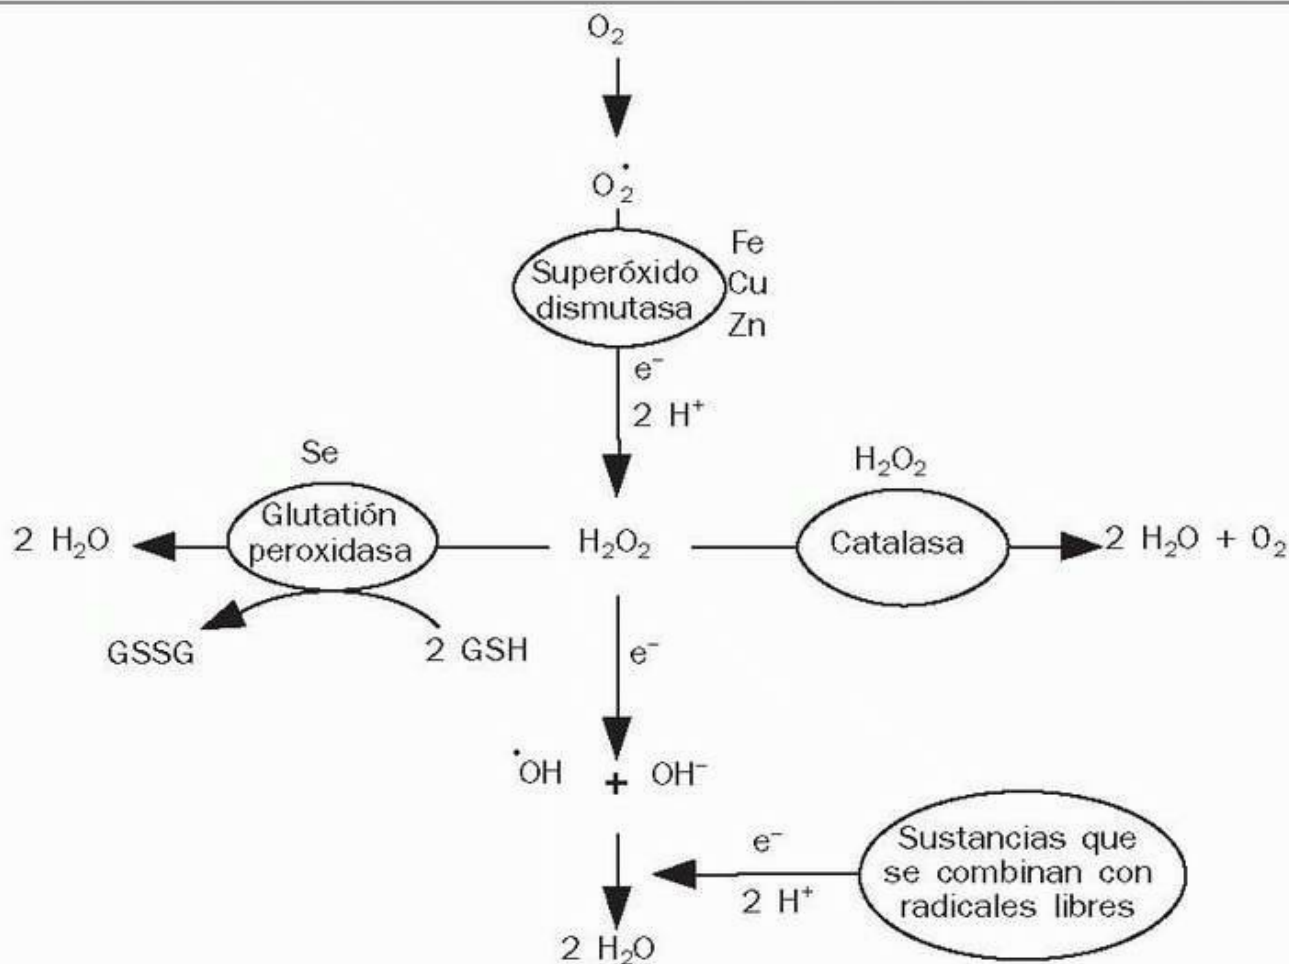 O₂
O₂˙
Superóxido
dismutasa
Fe
Cu
Zn
e⁻
2 H⁺
Se
Glutatión
peroxidasa
2 H₂O
GSSG
2 GSH
H₂O₂
H₂O₂
Catalasa
2 H₂O + O₂
e⁻
˙OH + OH⁻
e⁻
2 H⁺
Sustancias que
se combinan con
radicales libres
2 H₂O